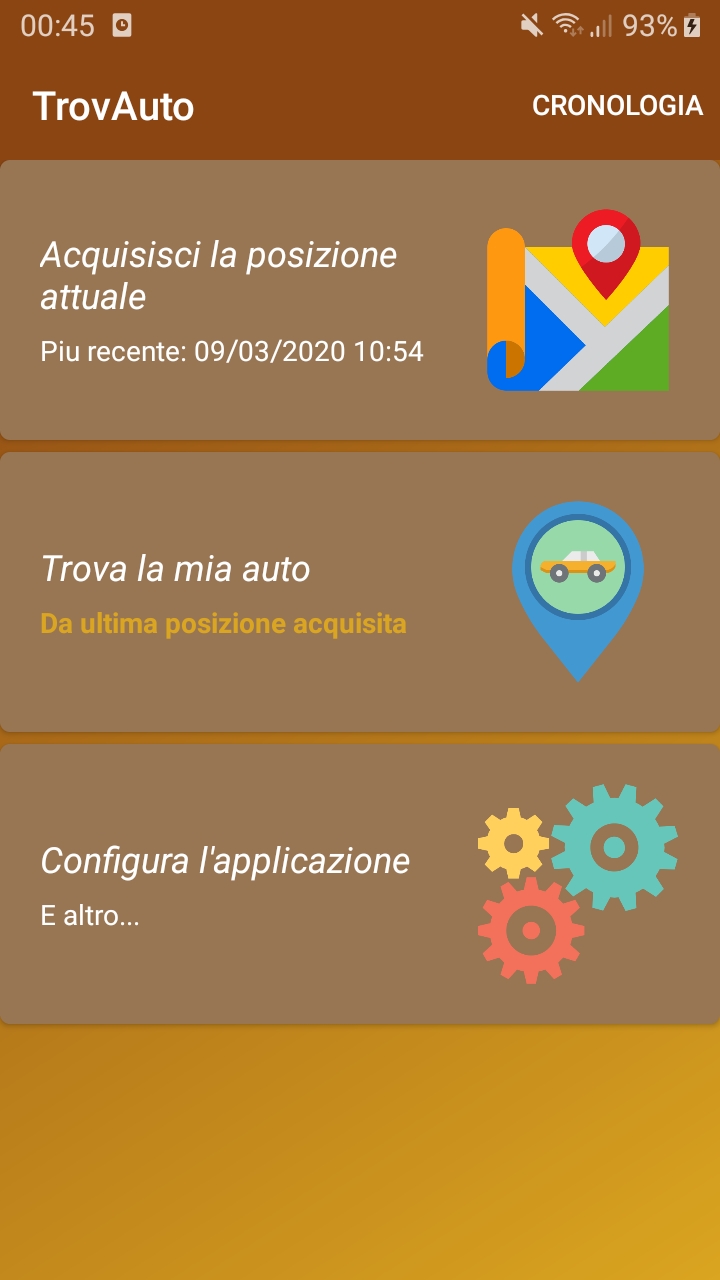 00:45
93%
TrovAuto
CRONOLOGIA
Acquisisci la posizione
attuale
Piu recente: 09/03/2020 10:54
Trova la mia auto
Da ultima posizione acquisita
Configura l'applicazione
E altro...